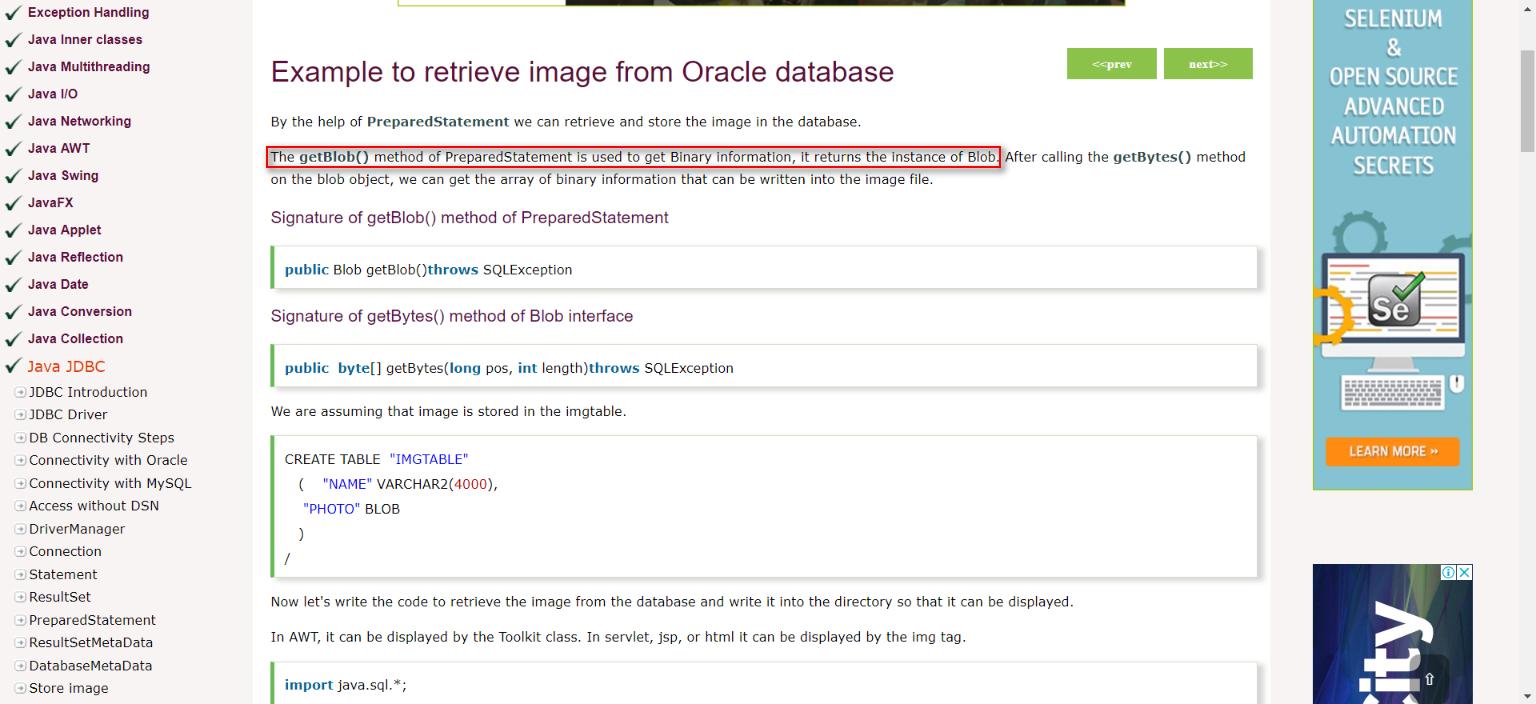 Exception Handling
Java Inner classes
Java Multithreading
Java I/O
Java Networking
Java AWT
Java Swing
JavaFX
Java Applet
Java Reflection
Java Date
Java Conversion
Java Collection
Java JDBC
JDBC Introduction
JDBC Driver
DB Connectivity Steps
Connectivity with Oracle
Connectivity with MySQL
Access without DSN
DriverManager
Connection
Statement
ResultSet
PreparedStatement
ResultSetMetaData
DatabaseMetaData
Store image
Example to retrieve image from Oracle database
<<prev
next>>
By the help of PreparedStatement we can retrieve and store the image in the database.
The getBlob() method of PreparedStatement is used to get Binary information, it returns the instance of Blob. After calling the getBytes() method
on the blob object, we can get the array of binary information that can be written into the image file.
Signature of getBlob() method of PreparedStatement
public Blob getBlob()throws SQLException
Signature of getBytes() method of Blob interface
public  byte[] getBytes(long pos, int length)throws SQLException
We are assuming that image is stored in the imgtable.
CREATE TABLE  "IMGTABLE"
(    "NAME" VARCHAR2(4000),
"PHOTO" BLOB
)
/
Now let's write the code to retrieve the image from the database and write it into the directory so that it can be displayed.
In AWT, it can be displayed by the Toolkit class. In servlet, jsp, or html it can be displayed by the img tag.
import java.sql.*;
SELENIUM
&
OPEN SOURCE
ADVANCED
AUTOMATION
SECRETS
Se
LEARN MORE »
ity